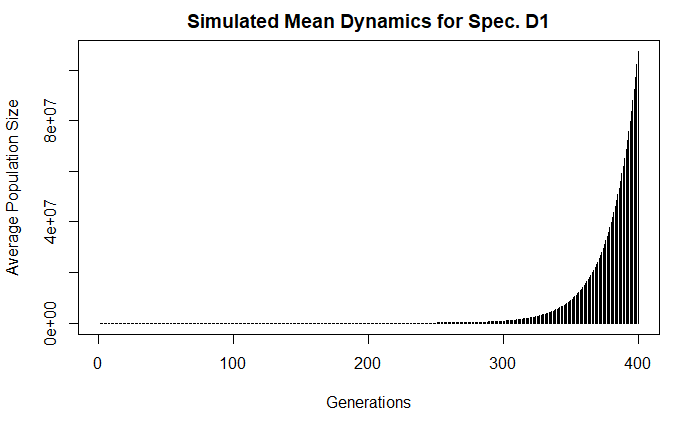 Simulated Mean Dynamics for Spec. D1
Average Population Size
8e+07
4e+07
0e+00
0
100
200
300
400
Generations